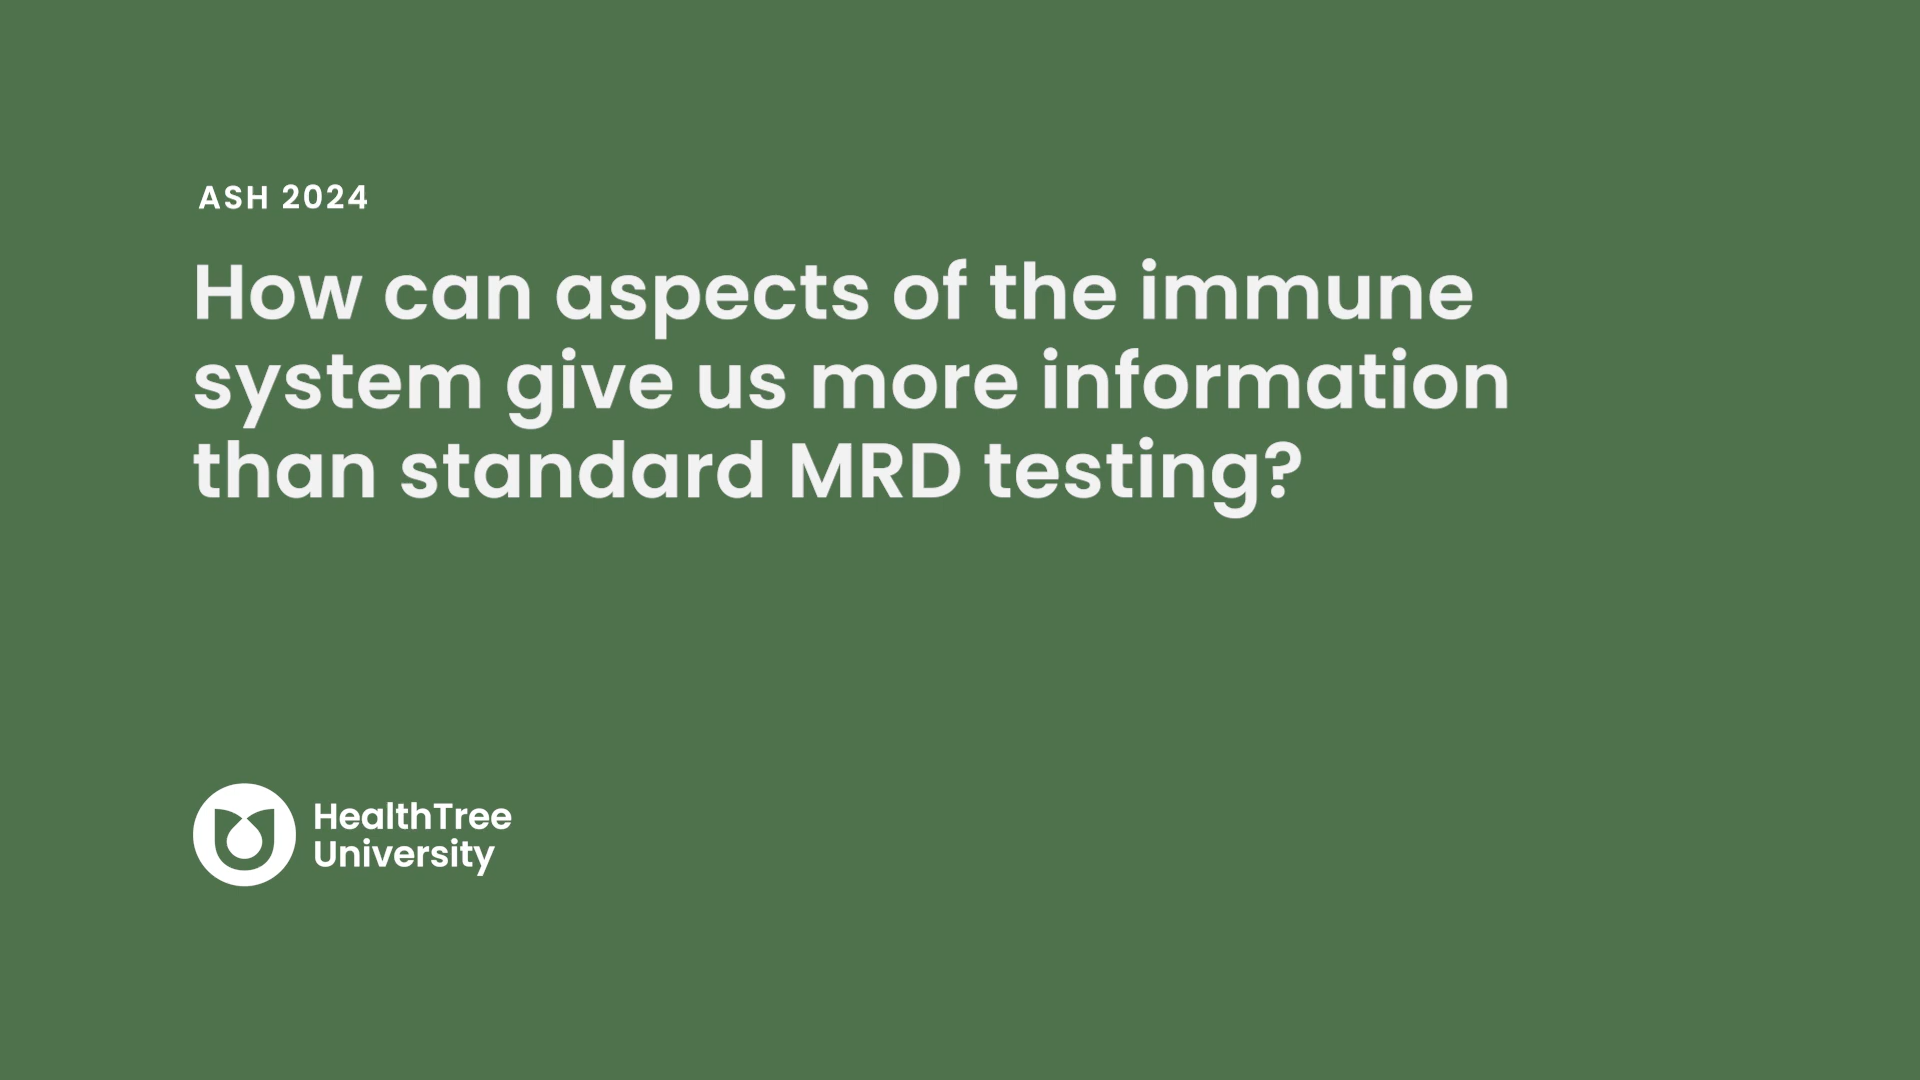 ASH 2024
How can aspects of the immune
system give us more information
than standard MRD testing?
HealthTree
University